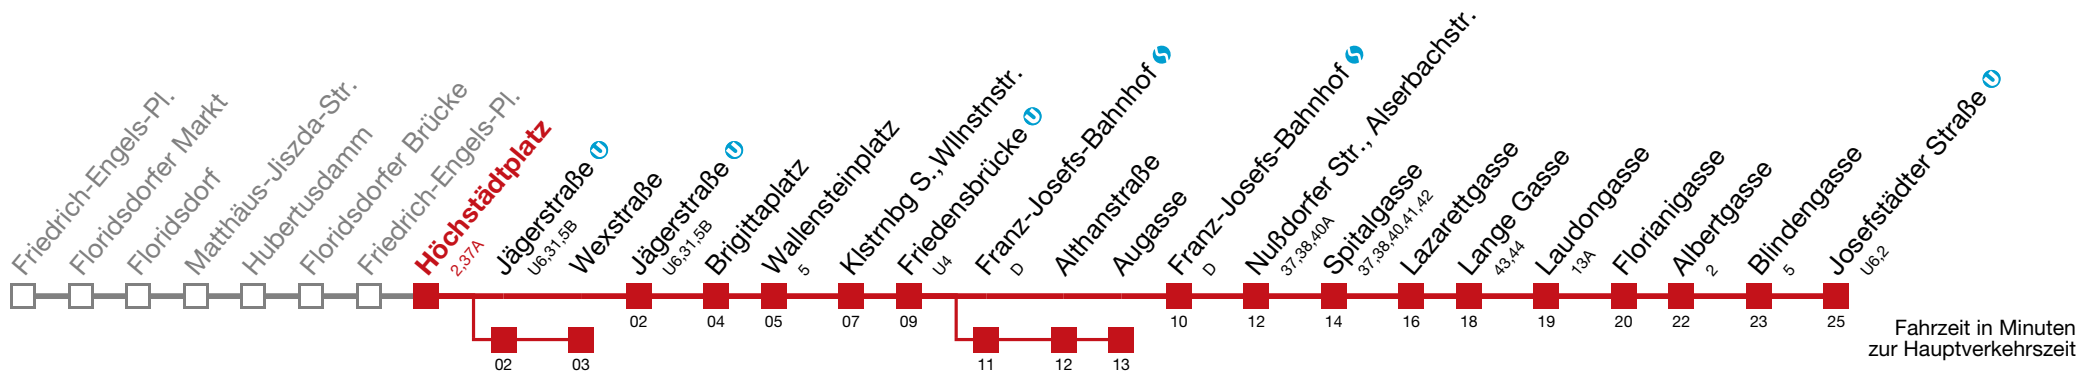 Friedrich-Engels-Pl.
Floridsdorfer Markt
Floridsdorf
Matthäus-Jiszda-Str.
Hubertusdamm
Floridsdorfer Brücke
Friedrich-Engels-Pl.
Höchstädtplatz
2,37A
Jägerstraße
U6,31,5B
Wexstraße
Jägerstraße
U6,31,5B
Brigittaplatz
Wallensteinplatz
5
Klstrnbg S.,Wllnstnstr.
Friedensbrücke
U4
Franz-Josefs-Bahnhof
D
Althanstraße
Augasse
Franz-Josefs-Bahnhof
D
Nußdorfer Str., Alserbachstr.
37,38,40A
Spitalgasse
37,38,40,41,42
Lazarettgasse
Lange Gasse
43,44
Laudongasse
13A
Florianigasse
Albertgasse
2
Blindengasse
5
Josefstädter Straße
U6,2
02 04 05 07 09 10 12 14 16 18 19 20 22 23 25
02 03 11 12 13
Fahrzeit in Minuten
zur Hauptverkehrszeit